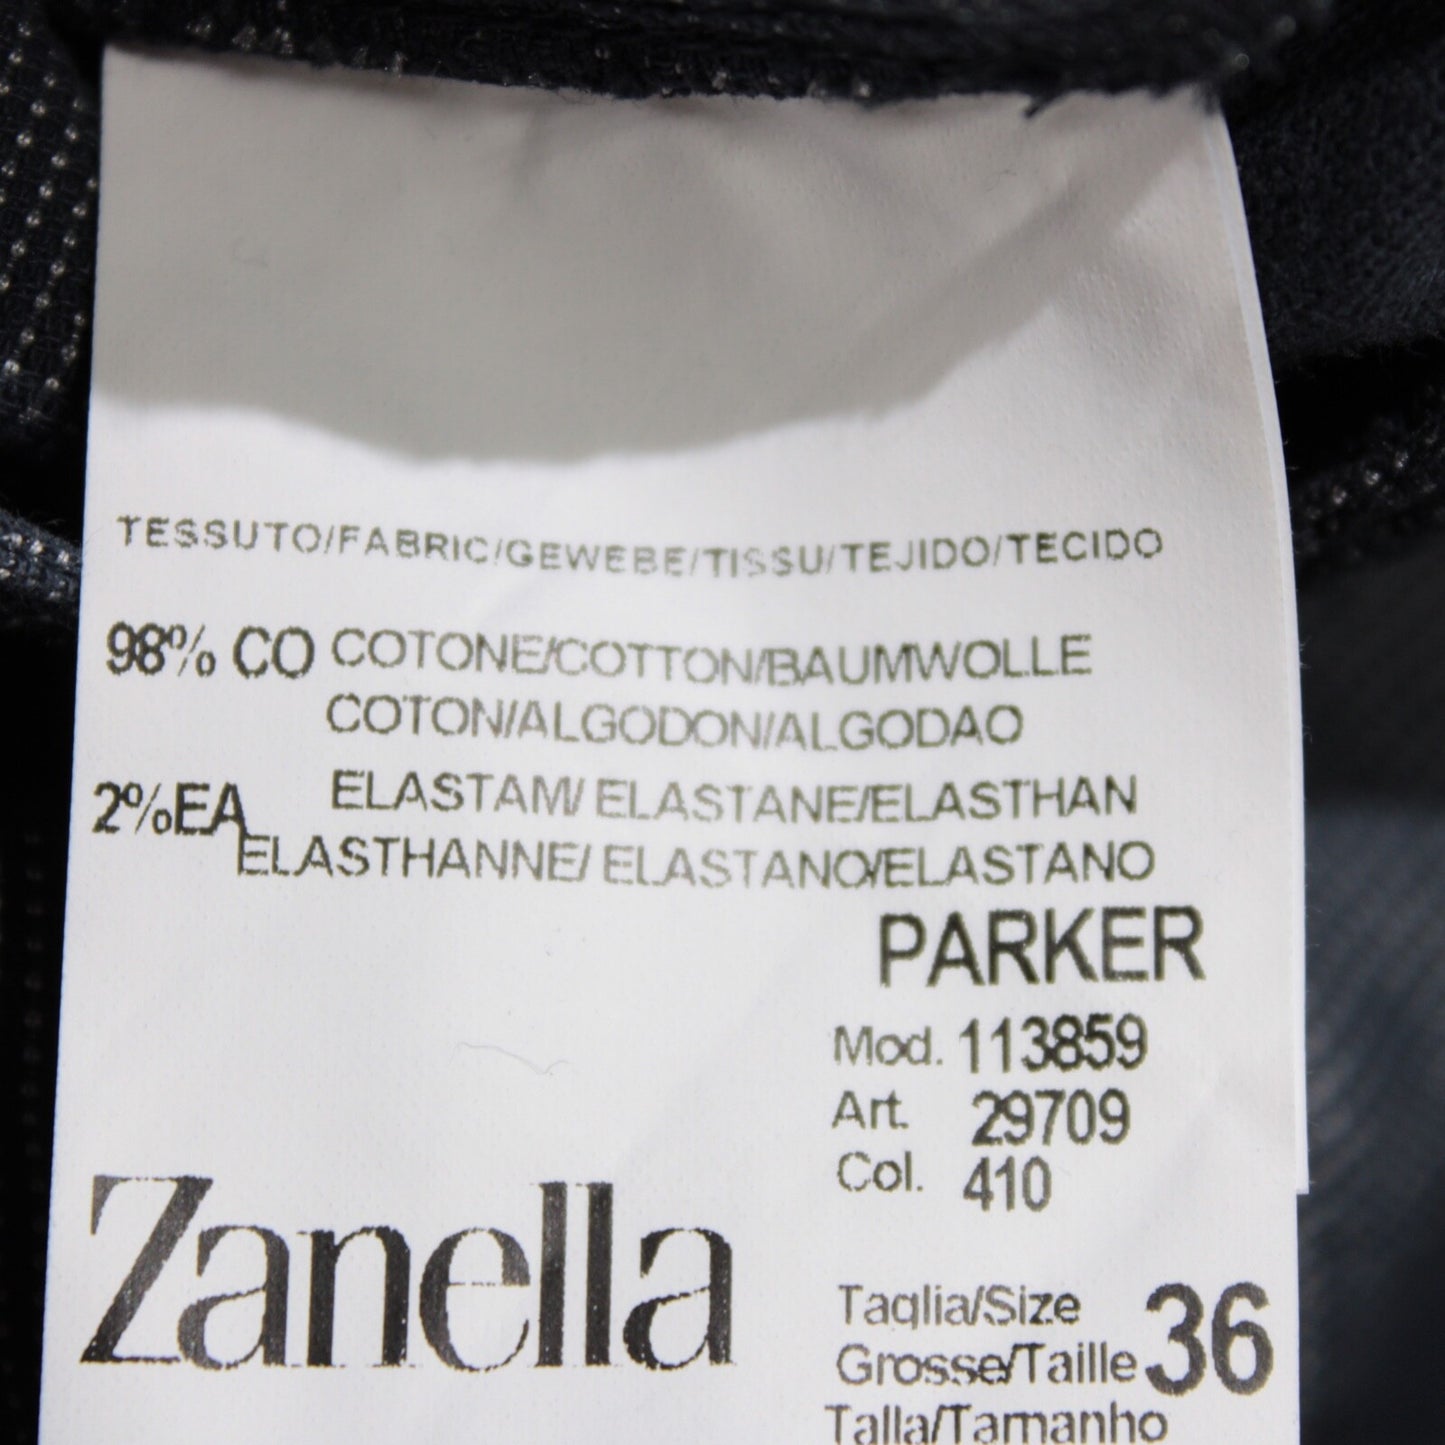 TESSUTO/FABRIC/GEWEBE/TISSU/TEJIDO/TECIDO
98% CO COTONE/COTTON/BAUMWOLLE
COTON/ALGODON/ALGODAO
2%EA ELASTAM/ ELASTANE/ELASTHAN
ELASTHANNE/ ELASTANO/ELASTANO
PARKER
Mod. 113859
Art. 29709
Col. 410
Zanella
Taglia/Size
Grosse/Taille 36
Talla/Tamanho